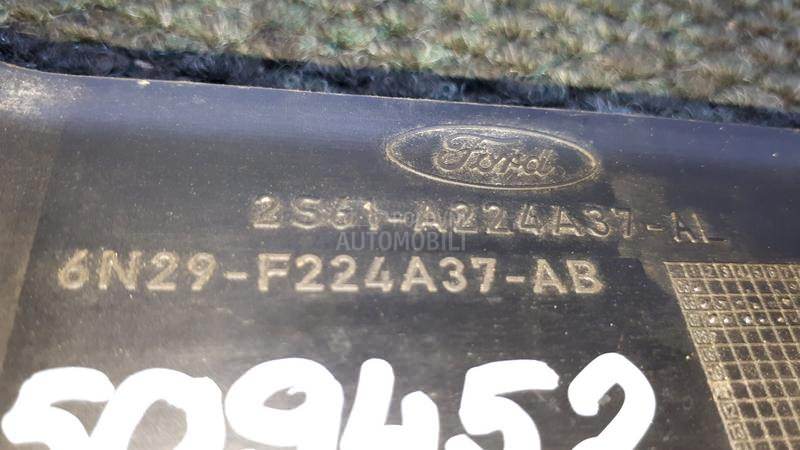 Ford
2S61-A224A37-AL
AUTOMOBILI
6N29-F224A37-AB
509452